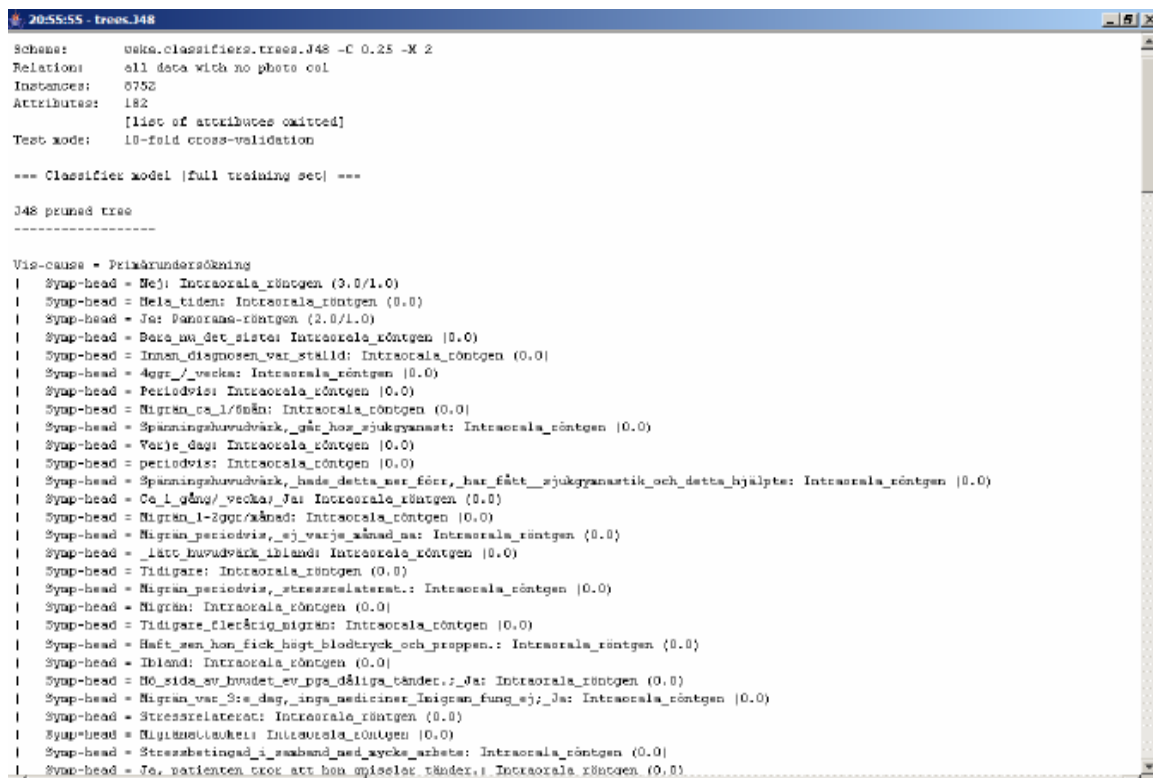 20:55:55 - trees.J48
Scheme: weka.classifiers.trees.J48 -C 0.25 -M 2
Relation: all data with no photo col
Instances: 8752
Attributes: 182
[list of attributes omitted]
Test mode: 10-fold cross-validation
=== Classifier model (full training set) ===
J48 pruned tree
------------------
Vis-cause = Primärundersökning
| Symp-head = Nej: Intraorala_röntgen (3.0/1.0)
| Symp-head = Hela_tiden: Intraorala_röntgen (0.0)
| Symp-head = Ja: Panorama-röntgen (2.0/1.0)
| Symp-head = Bara_nu_det_sista: Intraorala_röntgen (0.0)
| Symp-head = Innan_diagnosen_var_ställd: Intraorala_röntgen (0.0)
| Symp-head = 4ggr_/_vecka: Intraorala_röntgen (0.0)
| Symp-head = Periodvis: Intraorala_röntgen (0.0)
| Symp-head = Migrän_ca_1/6mån: Intraorala_röntgen (0.0)
| Symp-head = Spänningshuvudvärk,_går_hos_sjukgymnast: Intraorala_röntgen (0.0)
| Symp-head = Varje_dag: Intraorala_röntgen (0.0)
| Symp-head = periodvis: Intraorala_röntgen (0.0)
| Symp-head = Spänningshuvudvärk,_hade_detta_mer_förr,_har_fått__sjukgymnastik_och_detta_hjälpte: Intraorala_röntgen (0.0)
| Symp-head = Ca_1_gång/_vecka;_Ja: Intraorala_röntgen (0.0)
| Symp-head = Migrän_1-2ggr/månad: Intraorala_röntgen (0.0)
| Symp-head = Migrän_periodvis,_ej_varje_månad_: Intraorala_röntgen (0.0)
| Symp-head = _lätt_huvudvärk_ibland: Intraorala_röntgen (0.0)
| Symp-head = Tidigare: Intraorala_röntgen (0.0)
| Symp-head = Migrän_periodvis,_stressrelaterat.: Intraorala_röntgen (0.0)
| Symp-head = Migrän: Intraorala_röntgen (0.0)
| Symp-head = Tidigare_flerårig_migrän: Intraorala_röntgen (0.0)
| Symp-head = Haft_sen_hon_fick_högt_blodtryck_och_proppen.: Intraorala_röntgen (0.0)
| Symp-head = Ibland: Intraorala_röntgen (0.0)
| Symp-head = Hö_sida_av_huvudet_ev_pga_dåliga_tänder.;_Ja: Intraorala_röntgen (0.0)
| Symp-head = Migrän_var_3:e_dag,_inga_mediciner_Imigran_fung_ej;_Ja: Intraorala_röntgen (0.0)
| Symp-head = Stressrelaterat: Intraorala_röntgen (0.0)
| Symp-head = Migränattacker: Intraorala_röntgen (0.0)
| Symp-head = Stressbetingad_i_samband_med_mycke_arbete: Intraorala_röntgen (0.0)
| Symp-head = Ja,_patienten_tror_att_hon_gnisslar_tänder.: Intraorala_röntgen (0.0)